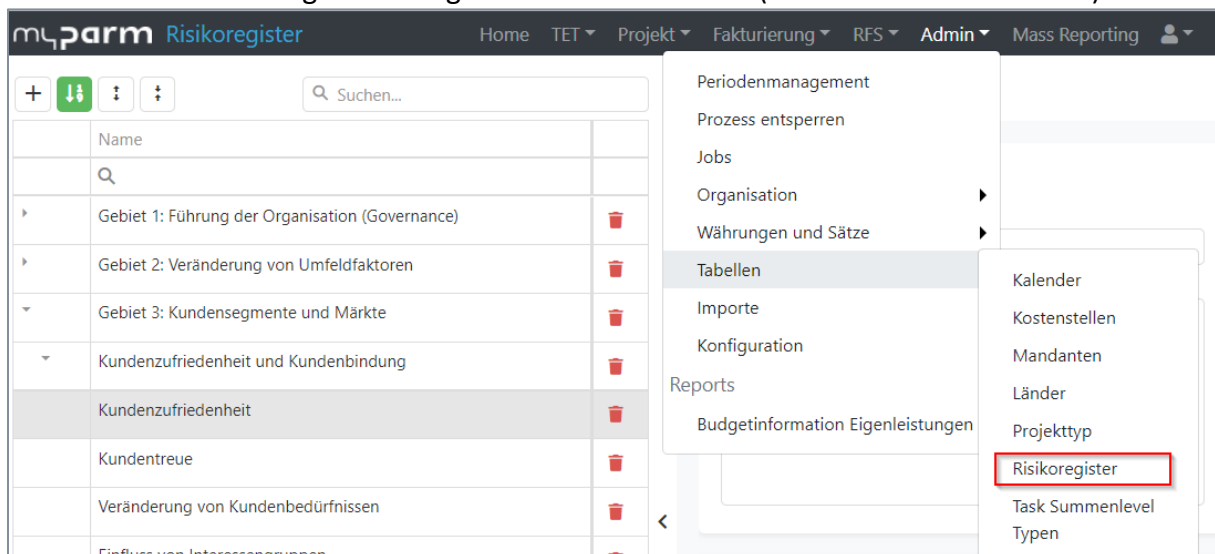 myparm Risikoregister Home TET Projekt Fakturierung RFS Admin Mass Reporting
Suchen...
Name
Gebiet 1: Führung der Organisation (Governance)
Gebiet 2: Veränderung von Umfeldfaktoren
Gebiet 3: Kundensegmente und Märkte
Kundenzufriedenheit und Kundenbindung
Kundenzufriedenheit
Kundentreue
Veränderung von Kundenbedürfnissen
Periodenmanagement
Prozess entsperren
Jobs
Organisation
Währungen und Sätze
Tabellen
Importe
Konfiguration
Reports
Budgetinformation Eigenleistungen
Kalender
Kostenstellen
Mandanten
Länder
Projekttyp
Risikoregister
Task Summenlevel
Typen